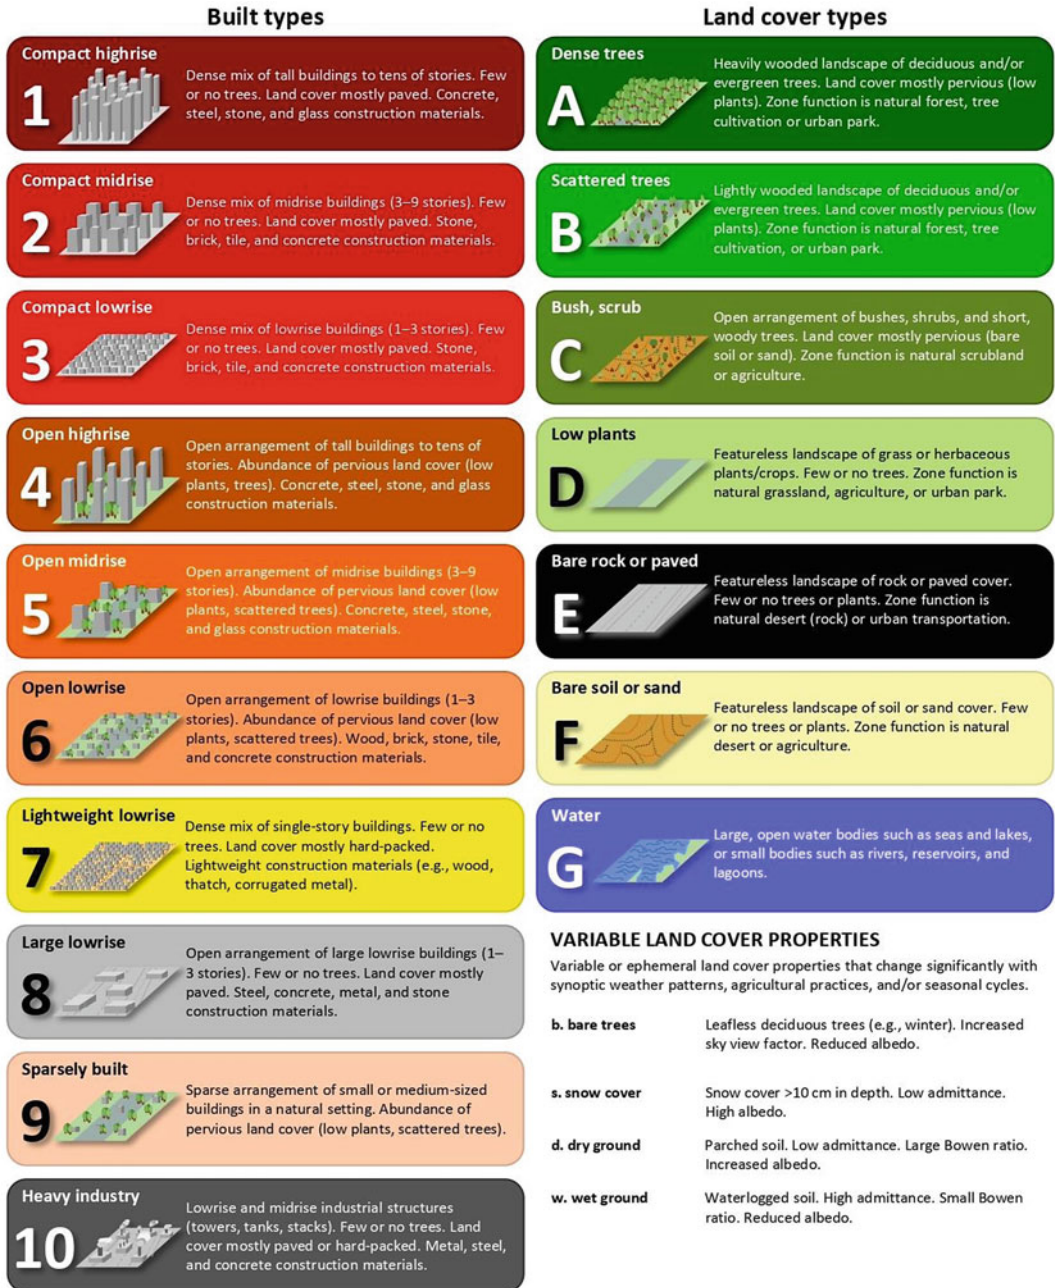 Built types
Compact highrise
1
Dense mix of tall buildings to tens of stories. Few
or no trees. Land cover mostly paved. Concrete,
steel, stone, and glass construction materials.
Compact midrise
2
Dense mix of midrise buildings (3–9 stories). Few
or no trees. Land cover mostly paved. Stone,
brick, tile, and concrete construction materials.
Compact lowrise
3
Dense mix of lowrise buildings (1–3 stories). Few
or no trees. Land cover mostly paved. Stone,
brick, tile, and concrete construction materials.
Open highrise
4
Open arrangement of tall buildings to tens of
stories. Abundance of pervious land cover (low
plants, trees). Concrete, steel, stone, and glass
construction materials.
Open midrise
5
Open arrangement of midrise buildings (3–9
stories). Abundance of pervious land cover (low
plants, scattered trees). Concrete, steel, stone,
and glass construction materials.
Open lowrise
6
Open arrangement of lowrise buildings (1–3
stories). Abundance of pervious land cover (low
plants, scattered trees). Wood, brick, stone, tile,
and concrete construction materials.
Lightweight lowrise
7
Dense mix of single-story buildings. Few or no
trees. Land cover mostly hard-packed.
Lightweight construction materials (e.g., wood,
thatch, corrugated metal).
Large lowrise
8
Open arrangement of large lowrise buildings (1–
3 stories). Few or no trees. Land cover mostly
paved. Steel, concrete, metal, and stone
construction materials.
Sparsely built
9
Sparse arrangement of small or medium-sized
buildings in a natural setting. Abundance of
pervious land cover (low plants, scattered trees).
Heavy industry
10
Lowrise and midrise industrial structures
(towers, tanks, stacks). Few or no trees. Land
cover mostly paved or hard-packed. Metal, steel,
and concrete construction materials.
Land cover types
Dense trees
A
Heavily wooded landscape of deciduous and/or
evergreen trees. Land cover mostly pervious (low
plants). Zone function is natural forest, tree
cultivation or urban park.
Scattered trees
B
Lightly wooded landscape of deciduous and/or
evergreen trees. Land cover mostly pervious (low
plants). Zone function is natural forest, tree
cultivation, or urban park.
Bush, scrub
C
Open arrangement of bushes, shrubs, and short,
woody trees. Land cover mostly pervious (bare
soil or sand). Zone function is natural scrubland
or agriculture.
Low plants
D
Featureless landscape of grass or herbaceous
plants/crops. Few or no trees. Zone function is
natural grassland, agriculture, or urban park.
Bare rock or paved
E
Featureless landscape of rock or paved cover.
Few or no trees or plants. Zone function is
natural desert (rock) or urban transportation.
Bare soil or sand
F
Featureless landscape of soil or sand cover. Few
or no trees or plants. Zone function is natural
desert or agriculture.
Water
G
Large, open water bodies such as seas and lakes,
or small bodies such as rivers, reservoirs, and
lagoons.
VARIABLE LAND COVER PROPERTIES
Variable or ephemeral land cover properties that change significantly with
synoptic weather patterns, agricultural practices, and/or seasonal cycles.
b. bare trees Leafless deciduous trees (e.g., winter). Increased
sky view factor. Reduced albedo.
s. snow cover Snow cover >10 cm in depth. Low admittance.
High albedo.
d. dry ground Parched soil. Low admittance. Large Bowen ratio.
Increased albedo.
w. wet ground Waterlogged soil. High admittance. Small Bowen
ratio. Reduced albedo.